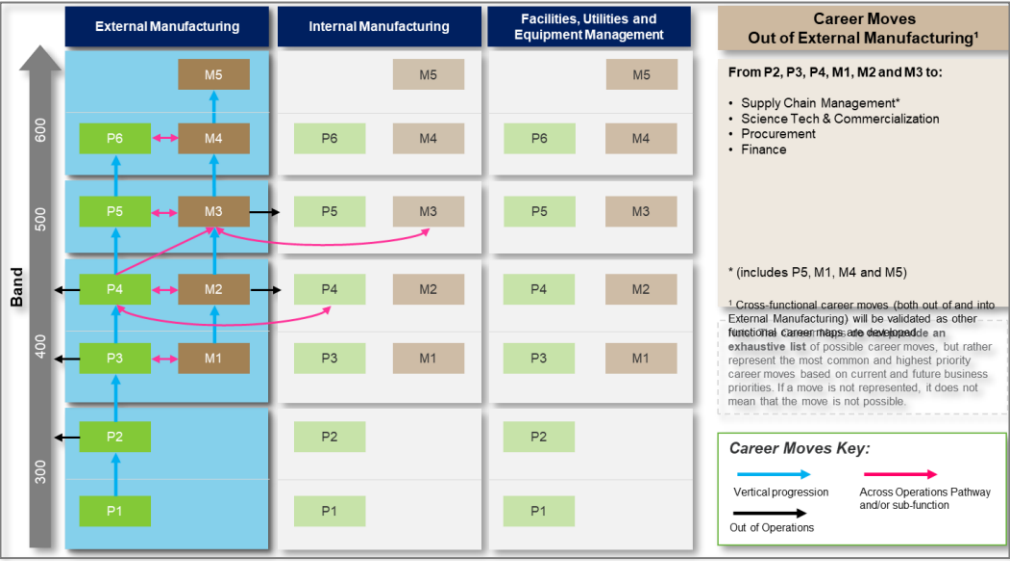 External Manufacturing
Internal Manufacturing
Facilities, Utilities and
Equipment Management
Career Moves
Out of External Manufacturing¹
Band
600
500
400
300
M5
M5
M5
P6
M4
P6
M4
P6
M4
P5
M3
P5
M3
P5
M3
P4
M2
P4
M2
P4
M2
P3
M1
P3
M1
P3
M1
P2
P2
P2
P1
P1
P1
From P2, P3, P4, M1, M2 and M3 to:
• Supply Chain Management*
• Science Tech & Commercialization
• Procurement
• Finance
* (includes P5, M1, M4 and M5)
¹ Cross-functional career moves (both out of and into
External Manufacturing) will be validated as other
functional career maps are developed.
exhaustive list of possible career moves, but rather
represent the most common and highest priority
career moves based on current and future business
priorities. If a move is not represented, it does not
mean that the move is not possible.
Career Moves Key:
Vertical progression
Across Operations Pathway
and/or sub-function
Out of Operations